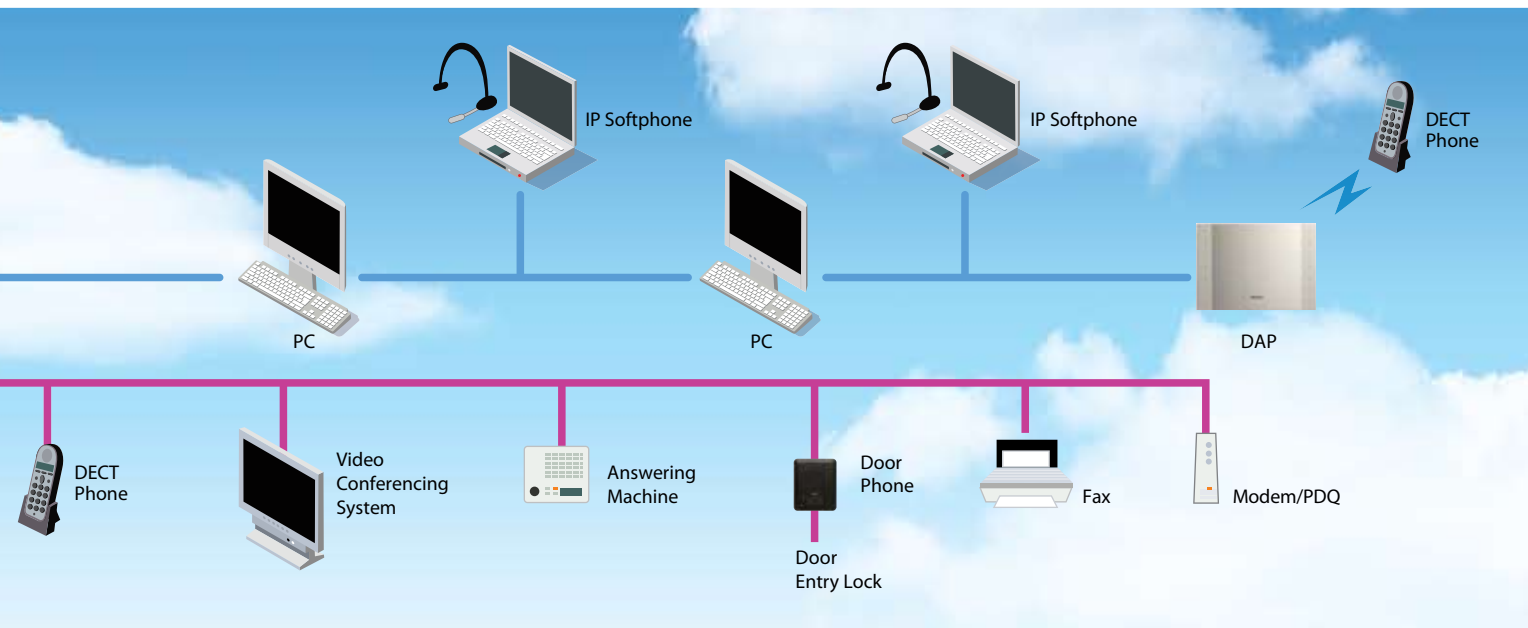 IP Softphone
IP Softphone
DECT
Phone
PC
PC
DAP
DECT
Phone
Video
Conferencing
System
Answering
Machine
Door
Phone
Door
Entry Lock
Fax
Modem/PDQ